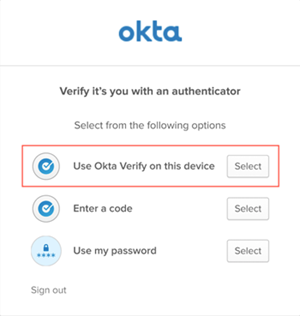 okta
Verify it's you with an authenticator
Select from the following options
Use Okta Verify on this device Select
Enter a code Select
Use my password Select
Sign out